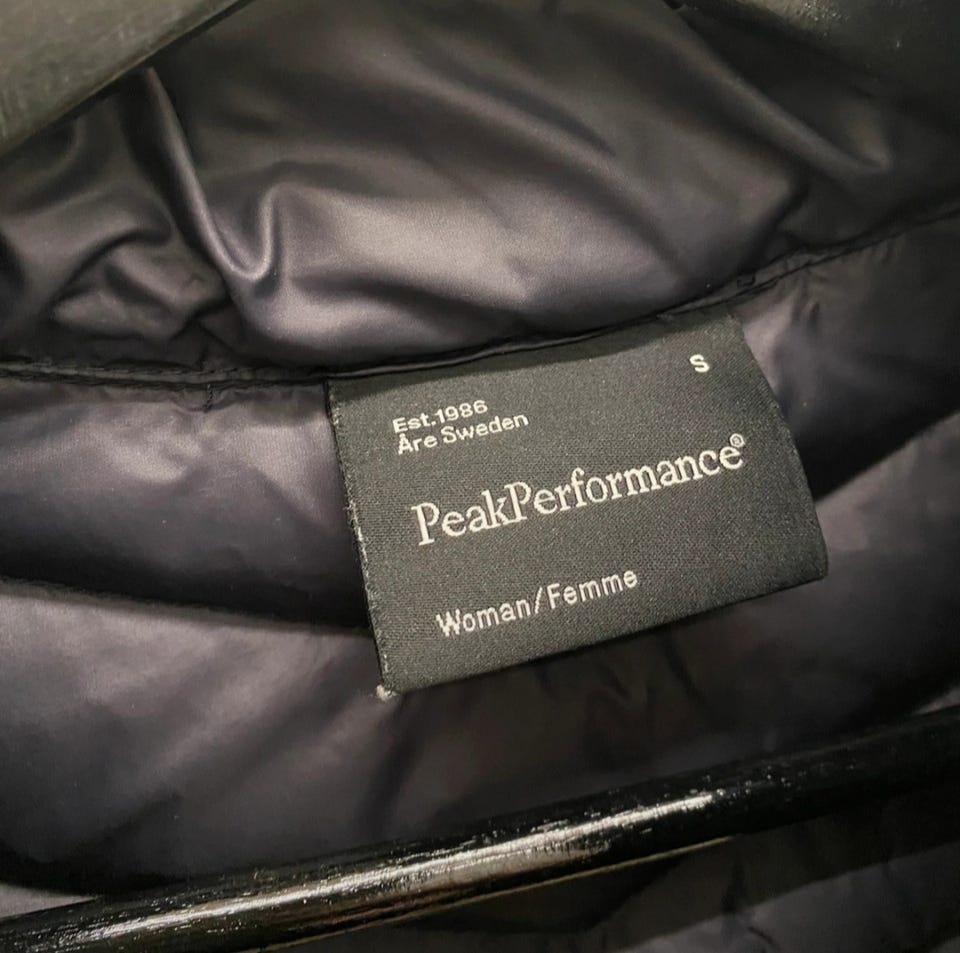 S
Est.1986
Åre Sweden
PeakPerformance®
Woman/Femme